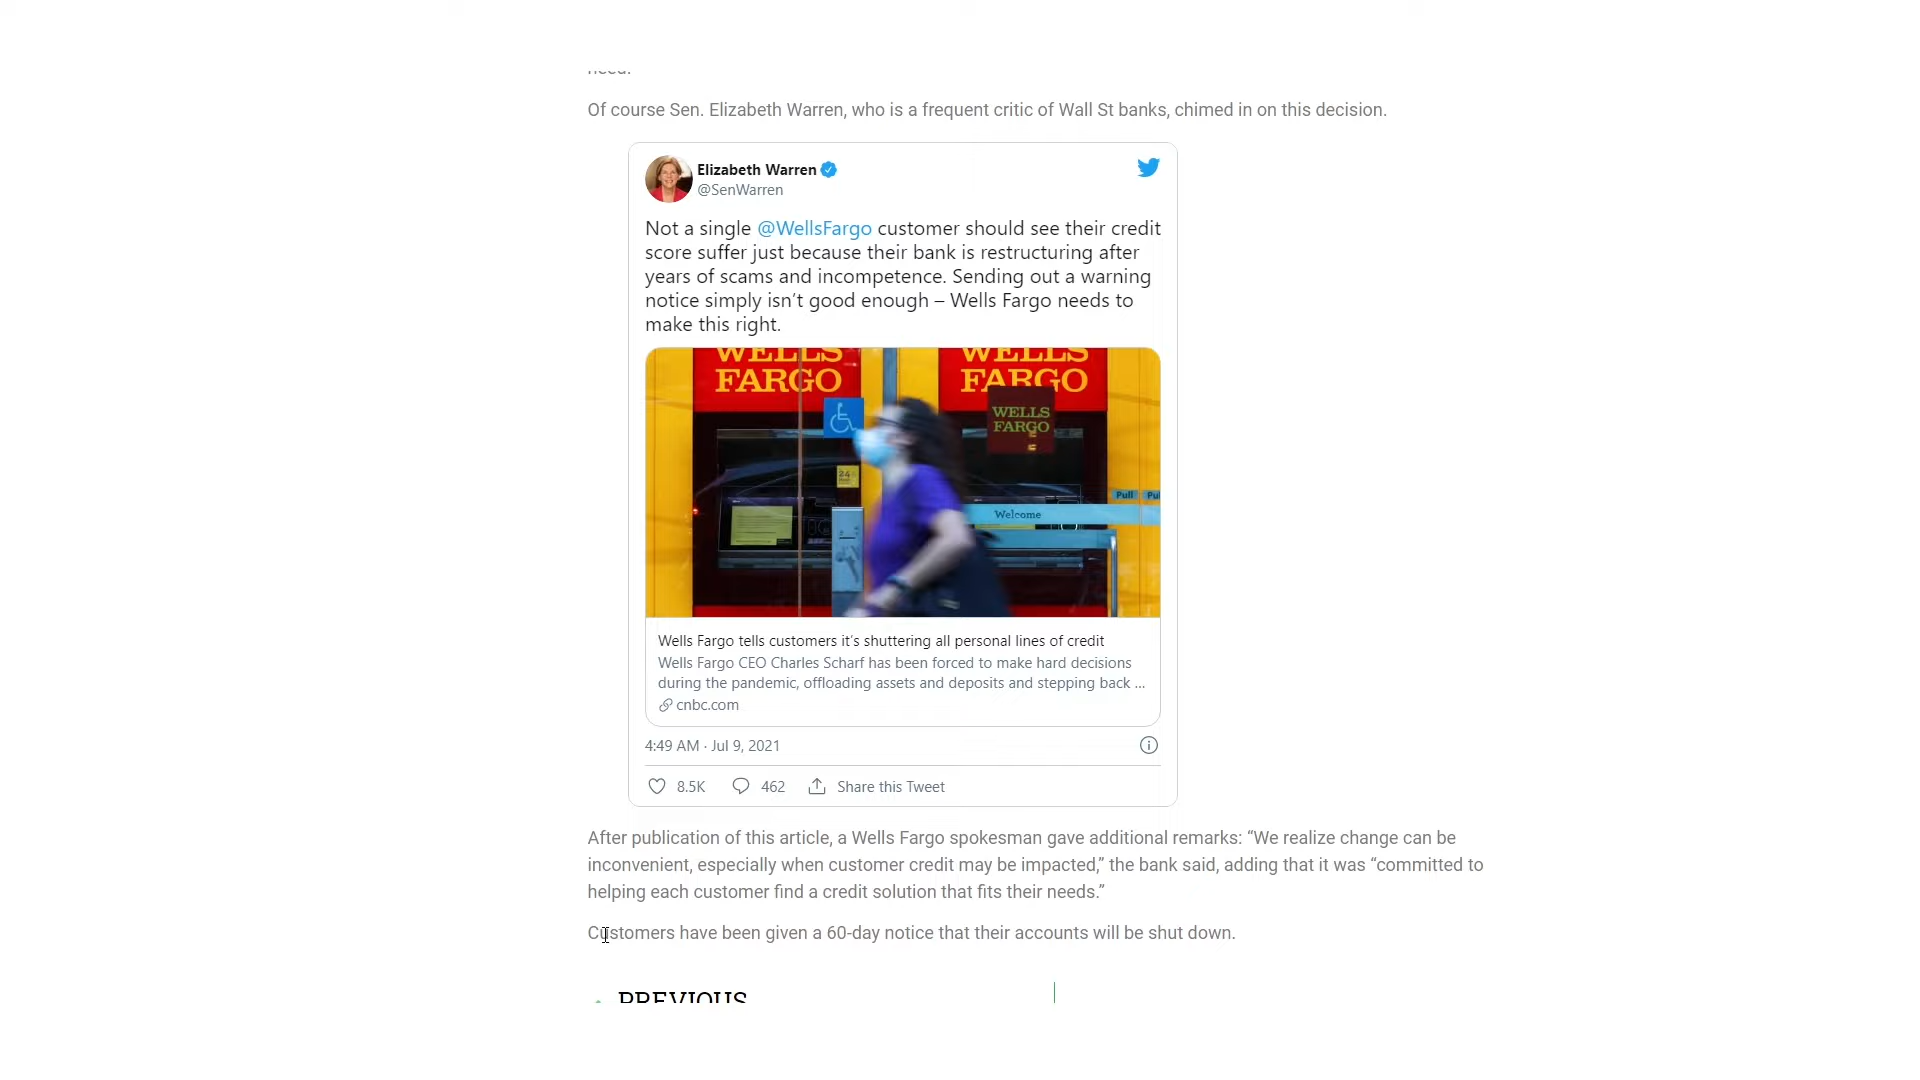 need.
Of course Sen. Elizabeth Warren, who is a frequent critic of Wall St banks, chimed in on this decision.
Elizabeth Warren
@SenWarren
Not a single @WellsFargo customer should see their credit
score suffer just because their bank is restructuring after
years of scams and incompetence. Sending out a warning
notice simply isn’t good enough – Wells Fargo needs to
make this right.
WELLS
FARGO
WELLS
FARGO
WELLS
FARGO
24
Pull
Pul
Welcome
Wells Fargo tells customers it’s shuttering all personal lines of credit
Wells Fargo CEO Charles Scharf has been forced to make hard decisions
during the pandemic, offloading assets and deposits and stepping back ...
cnbc.com
4:49 AM · Jul 9, 2021
8.5K 462 Share this Tweet
After publication of this article, a Wells Fargo spokesman gave additional remarks: “We realize change can be
inconvenient, especially when customer credit may be impacted,” the bank said, adding that it was “committed to
helping each customer find a credit solution that fits their needs.”
Customers have been given a 60-day notice that their accounts will be shut down.
PREVIOUS